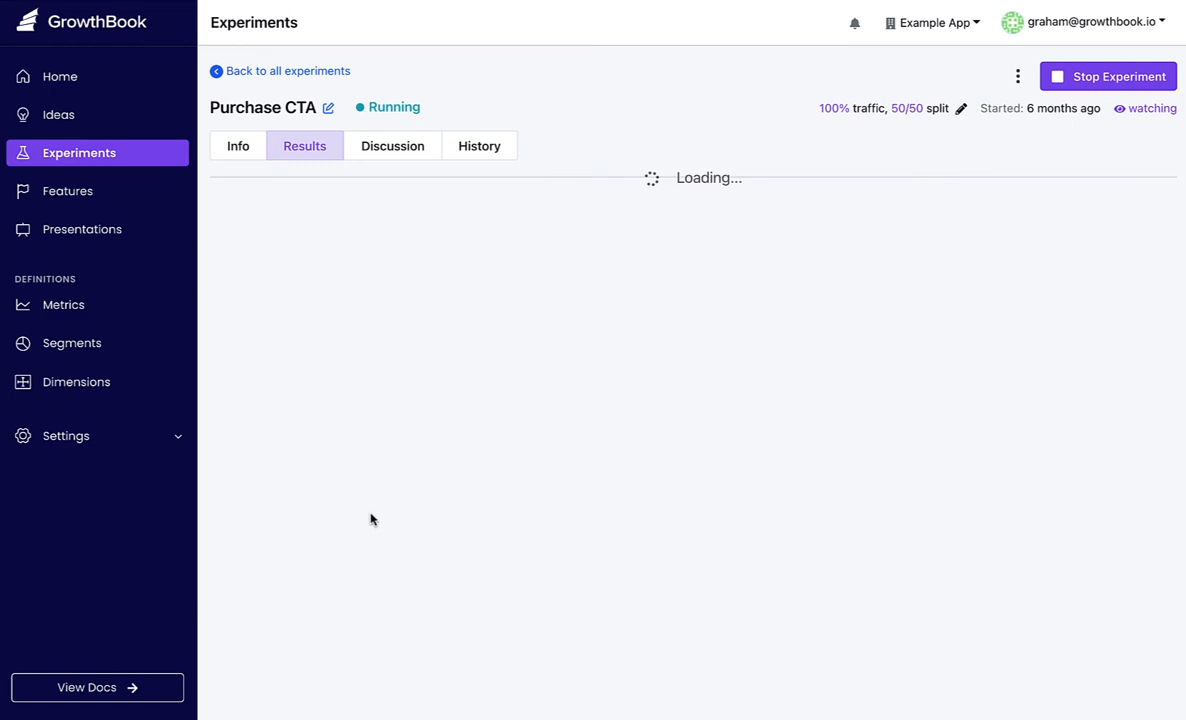 GrowthBook
Experiments
Example App
graham@growthbook.io
Home
Ideas
Experiments
Features
Presentations
DEFINITIONS
Metrics
Segments
Dimensions
Settings
View Docs
Back to all experiments
Stop Experiment
Purchase CTA
Running
100% traffic, 50/50 split
Started: 6 months ago
watching
Info
Results
Discussion
History
Loading...